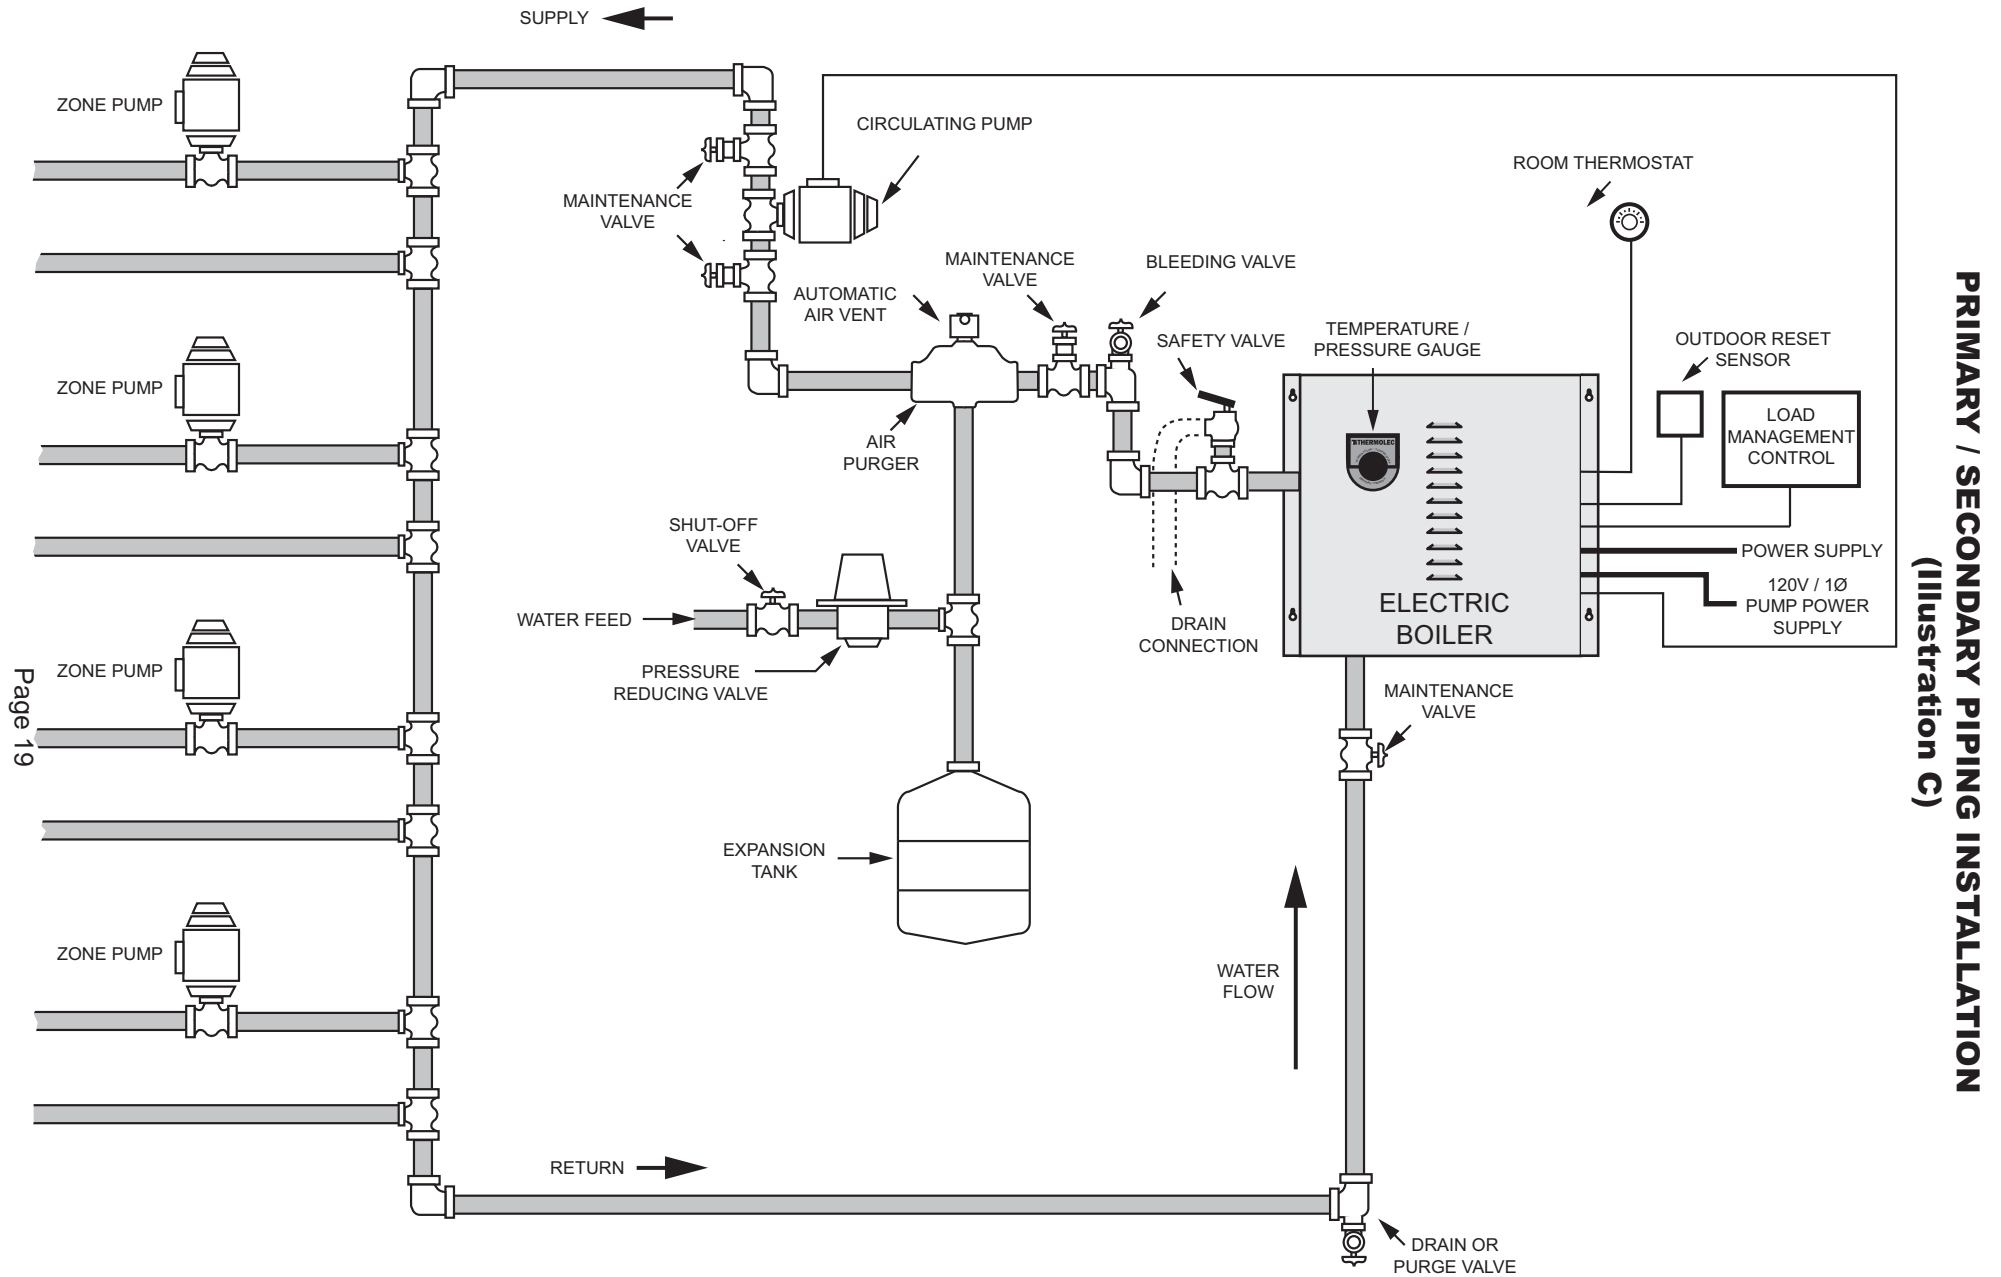 PRIMARY / SECONDARY PIPING INSTALLATION
(Illustration C)
SUPPLY
ZONE PUMP
CIRCULATING PUMP
MAINTENANCE
VALVE
ROOM THERMOSTAT
AUTOMATIC
AIR VENT
MAINTENANCE
VALVE
BLEEDING VALVE
SAFETY VALVE
TEMPERATURE /
PRESSURE GAUGE
OUTDOOR RESET
SENSOR
THERMOLEC
LOAD
MANAGEMENT
CONTROL
ZONE PUMP
AIR
PURGER
SHUT-OFF
VALVE
WATER FEED
PRESSURE
REDUCING VALVE
DRAIN
CONNECTION
ELECTRIC
BOILER
POWER SUPPLY
120V / 1Ø
PUMP POWER
SUPPLY
ZONE PUMP
MAINTENANCE
VALVE
EXPANSION
TANK
ZONE PUMP
WATER
FLOW
RETURN
DRAIN OR
PURGE VALVE
Page 19